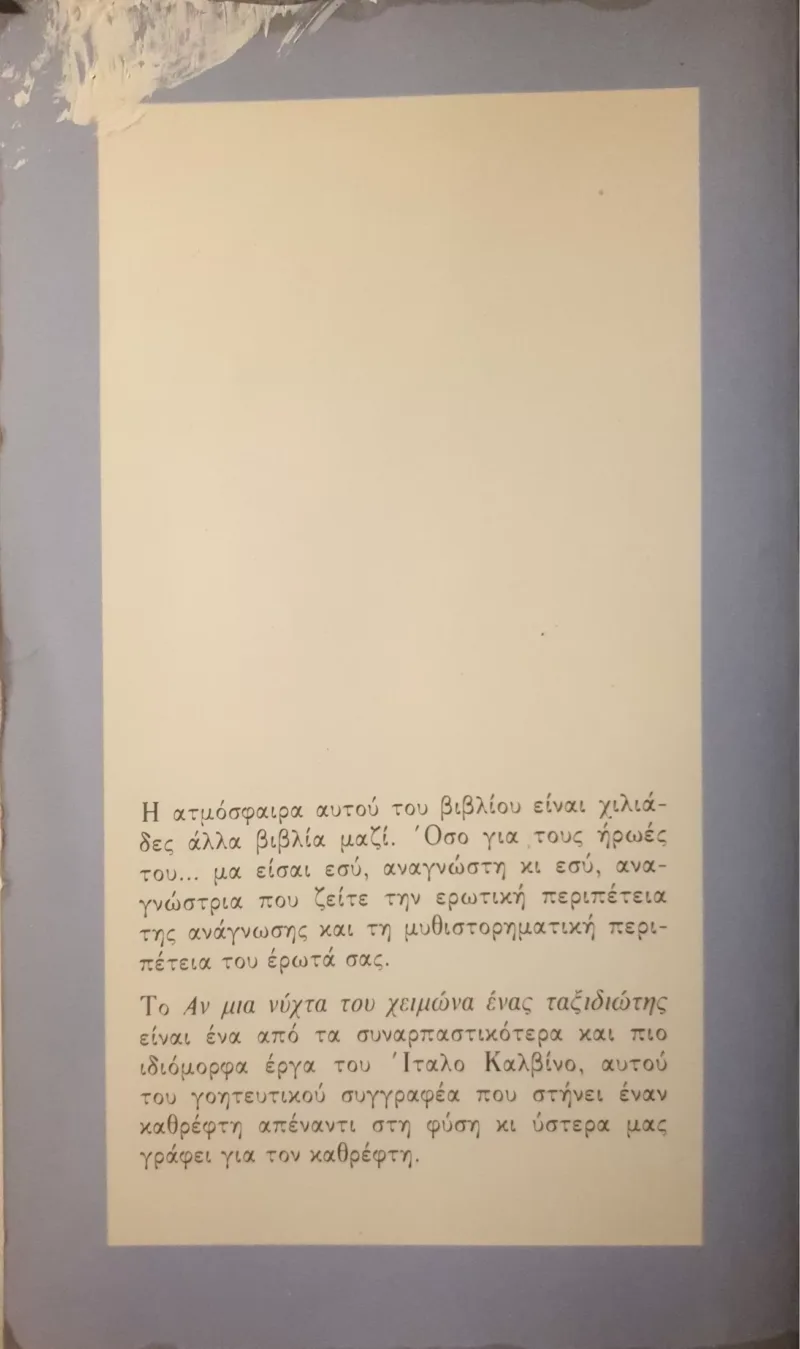 Η ατμόσφαιρα αυτού του βιβλίου είναι χιλιά-
δες άλλα βιβλία μαζί. Όσο για τους ήρωές
του... μα είσαι εσύ, αναγνώστη κι εσύ, ανα-
γνώστρια που ζείτε την ερωτική περιπέτεια
της ανάγνωσης και τη μυθιστορηματική περι-
πέτεια του έρωτά σας.
Το Αν μια νύχτα του χειμώνα ένας ταξιδιώτης
είναι ένα από τα συναρπαστικότερα και πιο
ιδιόμορφα έργα του Ίταλο Καλβίνο, αυτού
του γοητευτικού συγγραφέα που στήνει έναν
καθρέφτη απέναντι στη φύση κι ύστερα μας
γράφει για τον καθρέφτη.